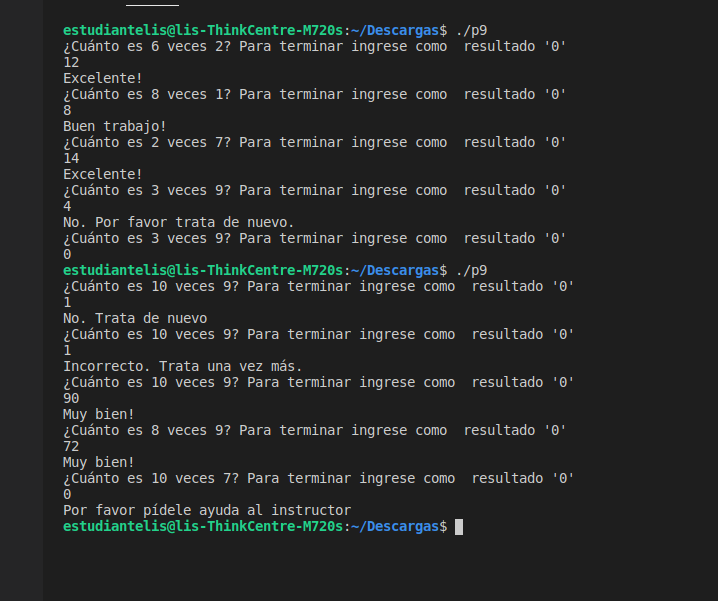 estudiantelis@lis-ThinkCentre-M720s:~/Descargas$ ./p9
¿Cuánto es 6 veces 2? Para terminar ingrese como  resultado '0'
12
Excelente!
¿Cuánto es 8 veces 1? Para terminar ingrese como  resultado '0'
8
Buen trabajo!
¿Cuánto es 2 veces 7? Para terminar ingrese como  resultado '0'
14
Excelente!
¿Cuánto es 3 veces 9? Para terminar ingrese como  resultado '0'
4
No. Por favor trata de nuevo.
¿Cuánto es 3 veces 9? Para terminar ingrese como  resultado '0'
0
estudiantelis@lis-ThinkCentre-M720s:~/Descargas$ ./p9
¿Cuánto es 10 veces 9? Para terminar ingrese como  resultado '0'
1
No. Trata de nuevo
¿Cuánto es 10 veces 9? Para terminar ingrese como  resultado '0'
1
Incorrecto. Trata una vez más.
¿Cuánto es 10 veces 9? Para terminar ingrese como  resultado '0'
90
Muy bien!
¿Cuánto es 8 veces 9? Para terminar ingrese como  resultado '0'
72
Muy bien!
¿Cuánto es 10 veces 7? Para terminar ingrese como  resultado '0'
0
Por favor pídele ayuda al instructor
estudiantelis@lis-ThinkCentre-M720s:~/Descargas$